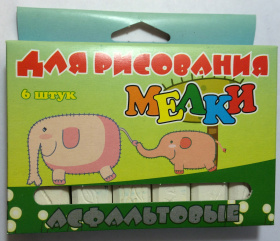 ДЛЯ РИСОВАНИЯ
6 штук
МЕЛКИ
АСФАЛЬТОВЫЕ